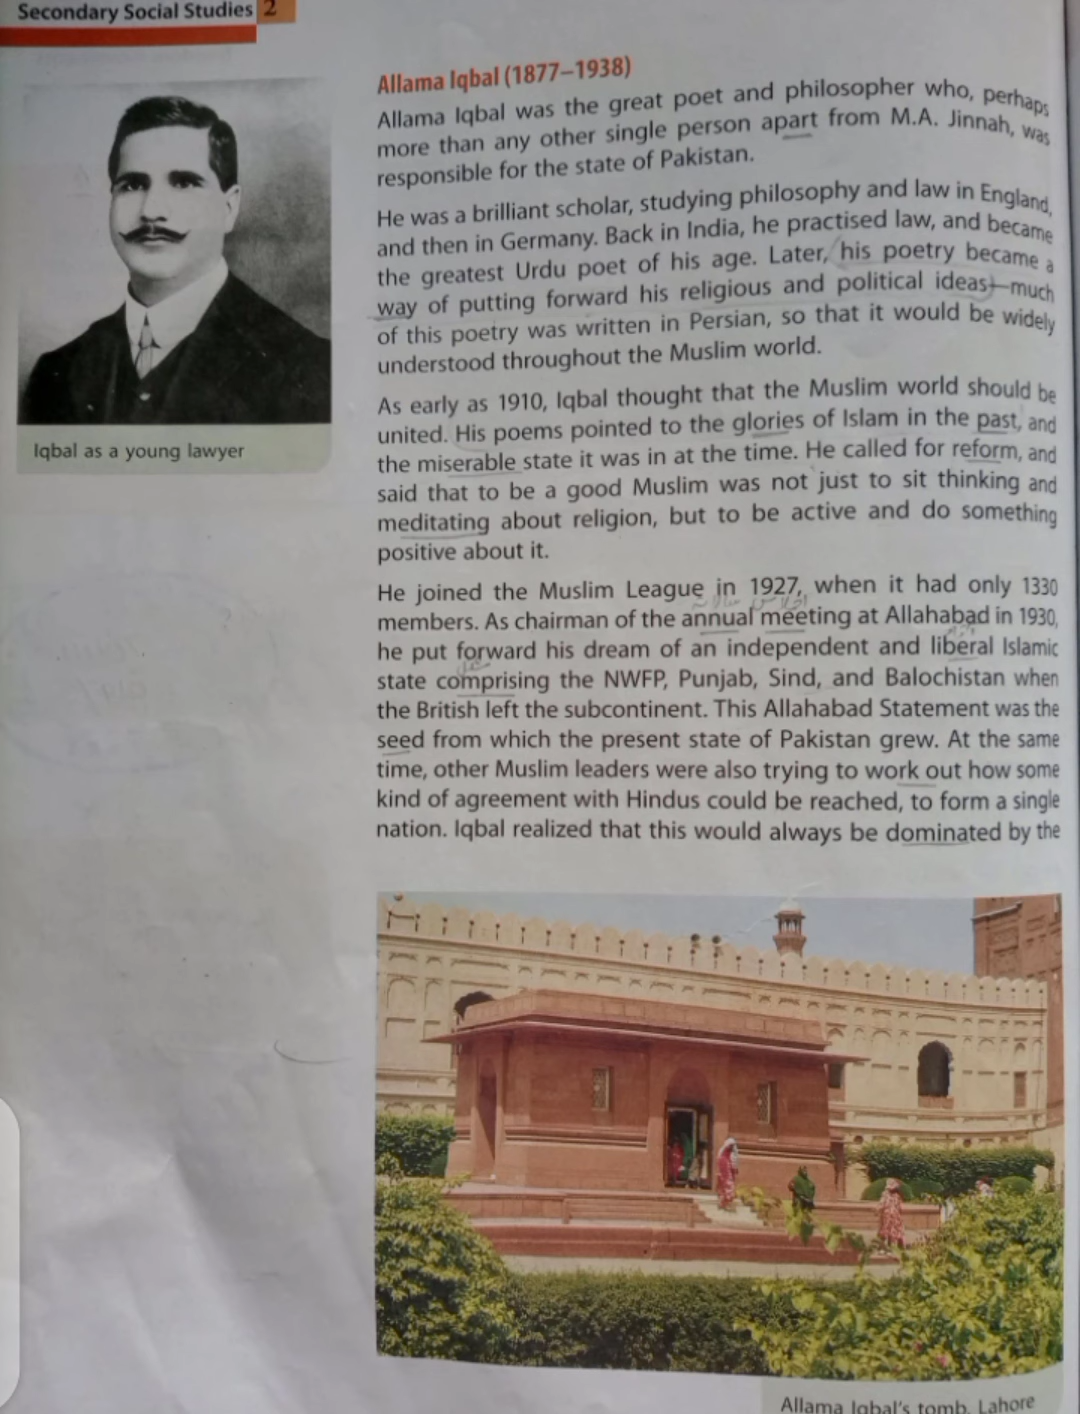 Secondary Social Studies 2
Allama Iqbal (1877–1938)
Allama Iqbal was the great poet and philosopher who, perhaps
more than any other single person apart from M.A. Jinnah, was
responsible for the state of Pakistan.
He was a brilliant scholar, studying philosophy and law in England,
and then in Germany. Back in India, he practised law, and became
the greatest Urdu poet of his age. Later, his poetry became a
way of putting forward his religious and political ideas—much
of this poetry was written in Persian, so that it would be widely
understood throughout the Muslim world.
Iqbal as a young lawyer
As early as 1910, Iqbal thought that the Muslim world should be
united. His poems pointed to the glories of Islam in the past, and
the miserable state it was in at the time. He called for reform, and
said that to be a good Muslim was not just to sit thinking and
meditating about religion, but to be active and do something
positive about it.
He joined the Muslim League in 1927, when it had only 1330
members. As chairman of the annual meeting at Allahabad in 1930,
he put forward his dream of an independent and liberal Islamic
state comprising the NWFP, Punjab, Sind, and Balochistan when
the British left the subcontinent. This Allahabad Statement was the
seed from which the present state of Pakistan grew. At the same
time, other Muslim leaders were also trying to work out how some
kind of agreement with Hindus could be reached, to form a single
nation. Iqbal realized that this would always be dominated by the
Allama Iqbal's tomb, Lahore